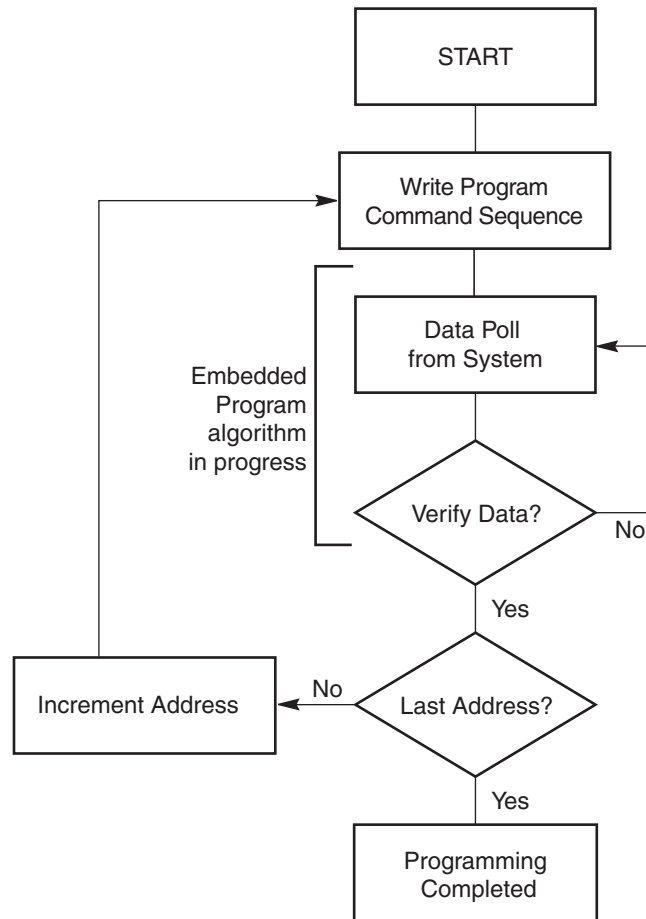 START
Write Program
Command Sequence
Data Poll
from System
Embedded
Program
algorithm
in progress
Verify Data?
No
Yes
Increment Address
No
Last Address?
Yes
Programming
Completed